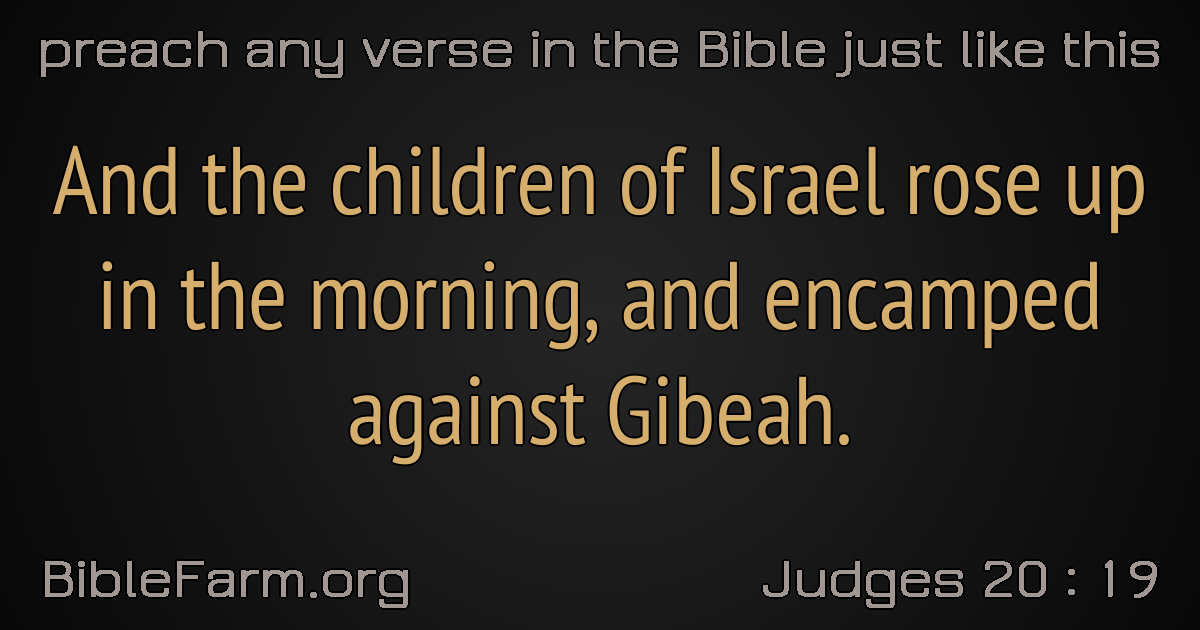 preach any verse in the Bible just like this
And the children of Israel rose up
in the morning, and encamped
against Gibeah.
BibleFarm.org
Judges 20 : 19